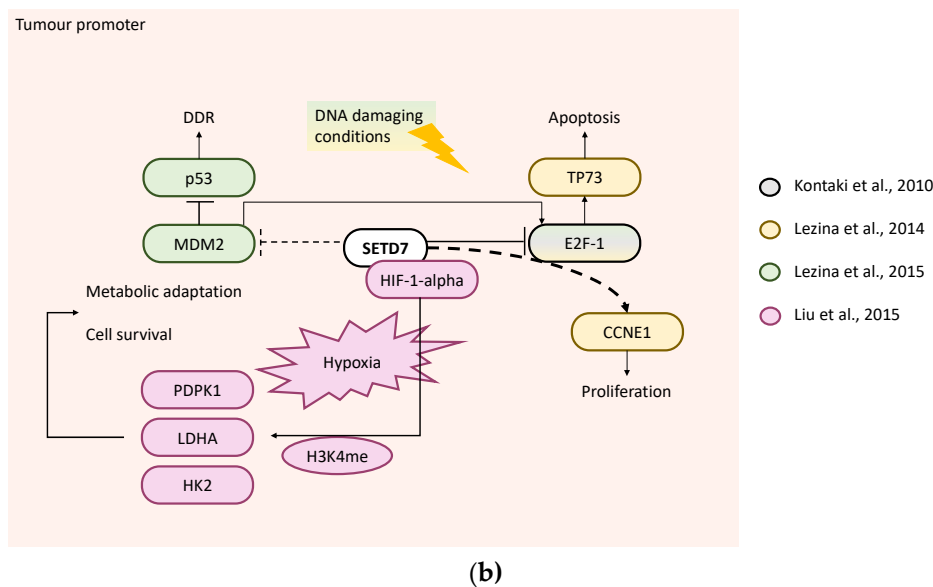 Tumour promoter
DDR
DNA damaging
conditions
Apoptosis
p53
TP73
MDM2
SETD7
E2F-1
HIF-1-alpha
Metabolic adaptation
Cell survival
CCNE1
Hypoxia
Proliferation
PDPK1
LDHA
H3K4me
HK2
Kontaki et al., 2010
Lezina et al., 2014
Lezina et al., 2015
Liu et al., 2015
(b)